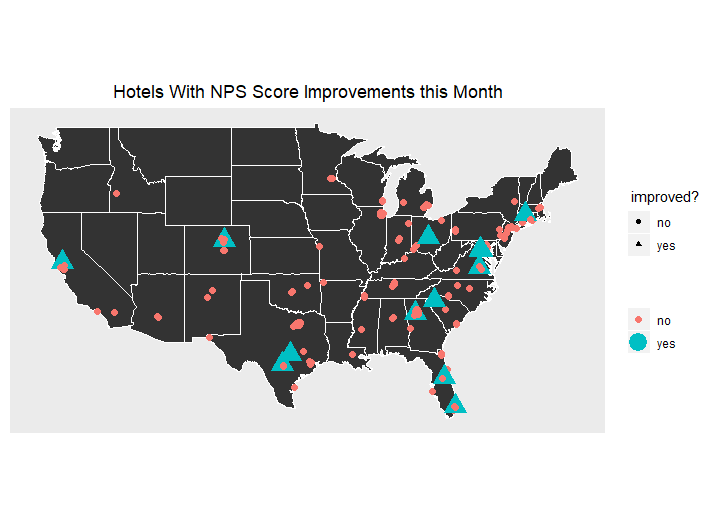 Hotels With NPS Score Improvements this Month
improved?
no
yes
no
yes